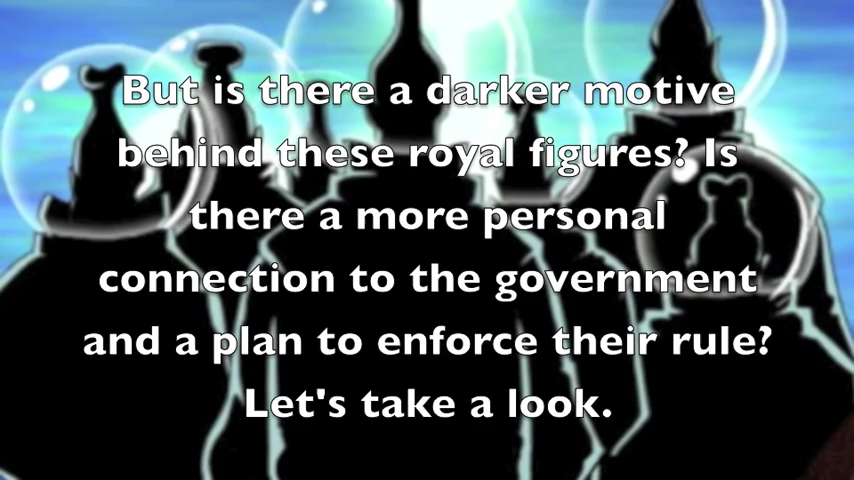 But is there a darker motive
behind these royal figures? Is
there a more personal
connection to the government
and a plan to enforce their rule?
Let's take a look.